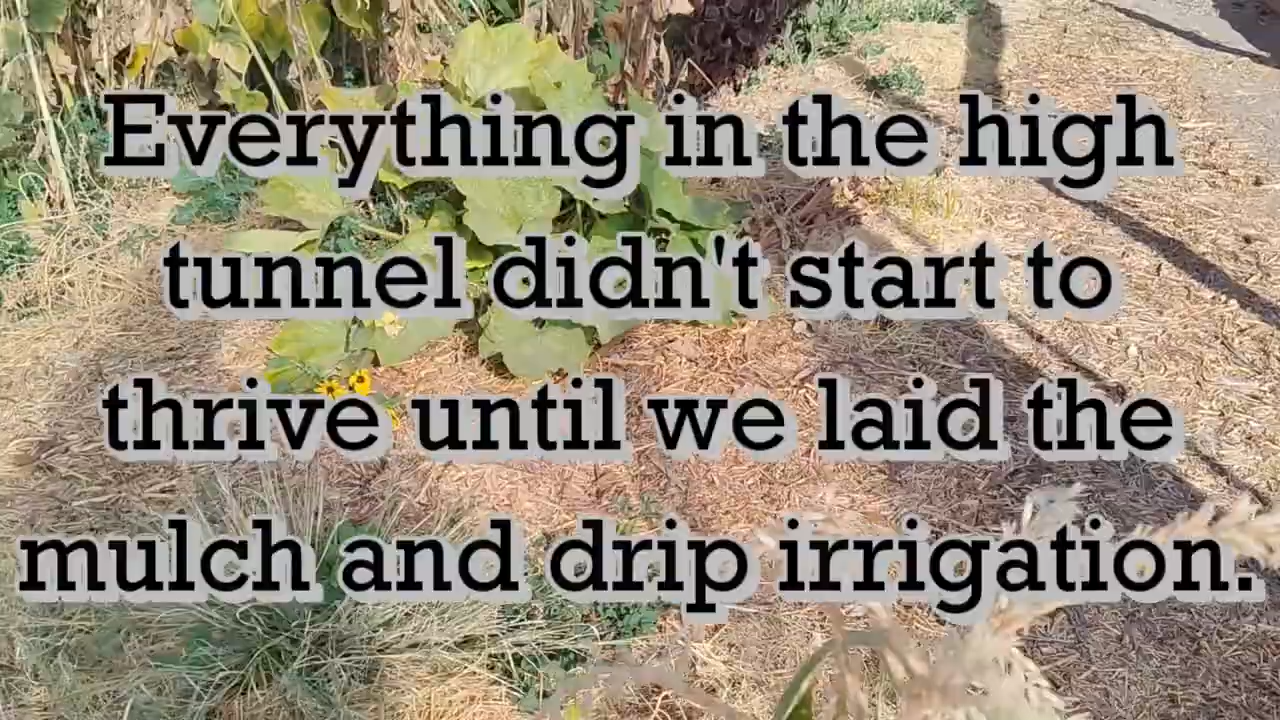 Everything in the high
tunnel didn't start to
thrive until we laid the
mulch and drip irrigation.